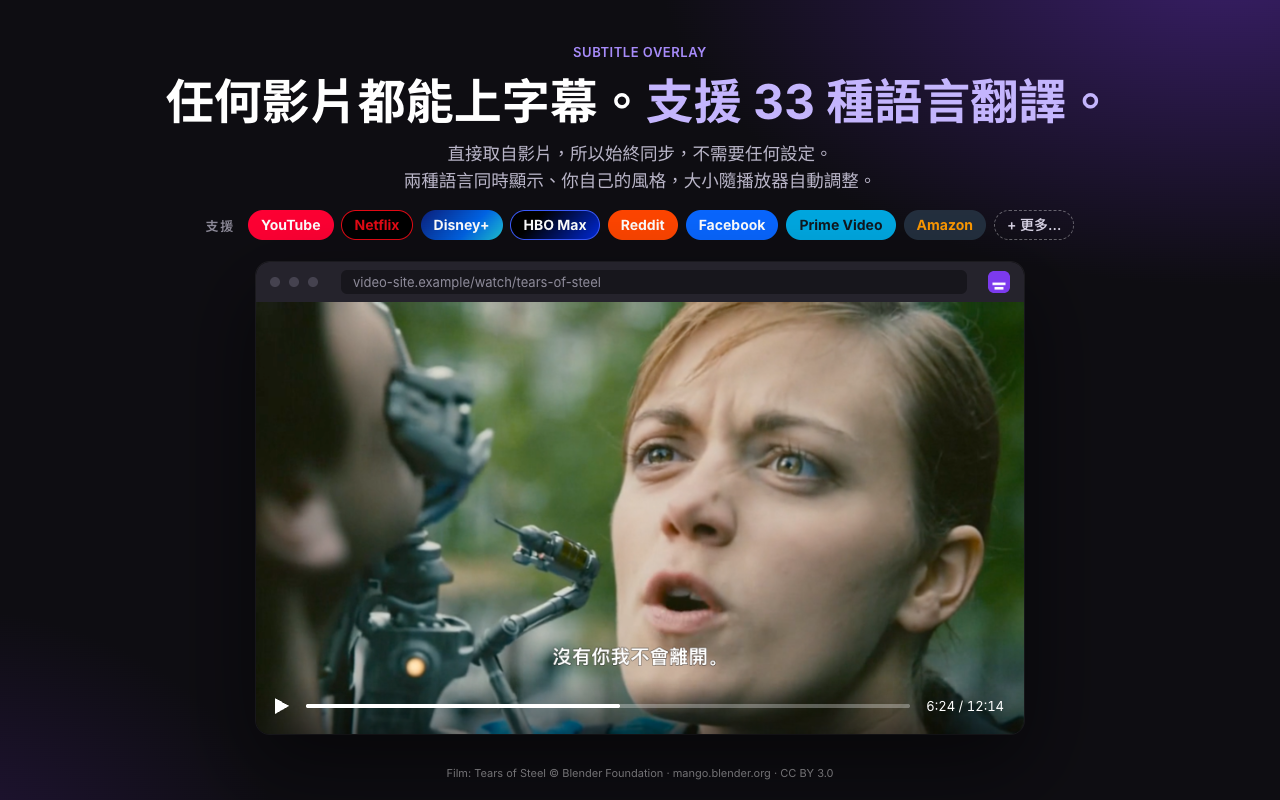 SUBTITLE OVERLAY
任何影片都能上字幕。支援 33 種語言翻譯。
直接取自影片，所以始終同步，不需要任何設定。
兩種語言同時顯示、你自己的風格，大小隨播放器自動調整。
支援 YouTube Netflix Disney+ HBO Max Reddit Facebook Prime Video Amazon + 更多...
video-site.example/watch/tears-of-steel
沒有你我不會離開。
6:24 / 12:14
Film: Tears of Steel © Blender Foundation · mango.blender.org · CC BY 3.0